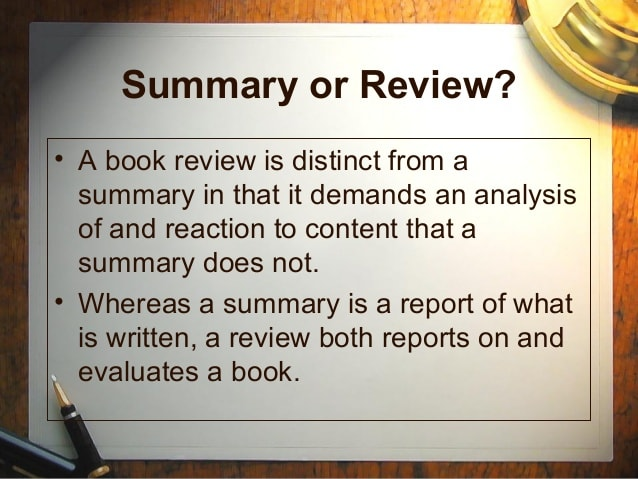 Summary or Review?
• A book review is distinct from a
summary in that it demands an analysis
of and reaction to content that a
summary does not.
• Whereas a summary is a report of what
is written, a review both reports on and
evaluates a book.